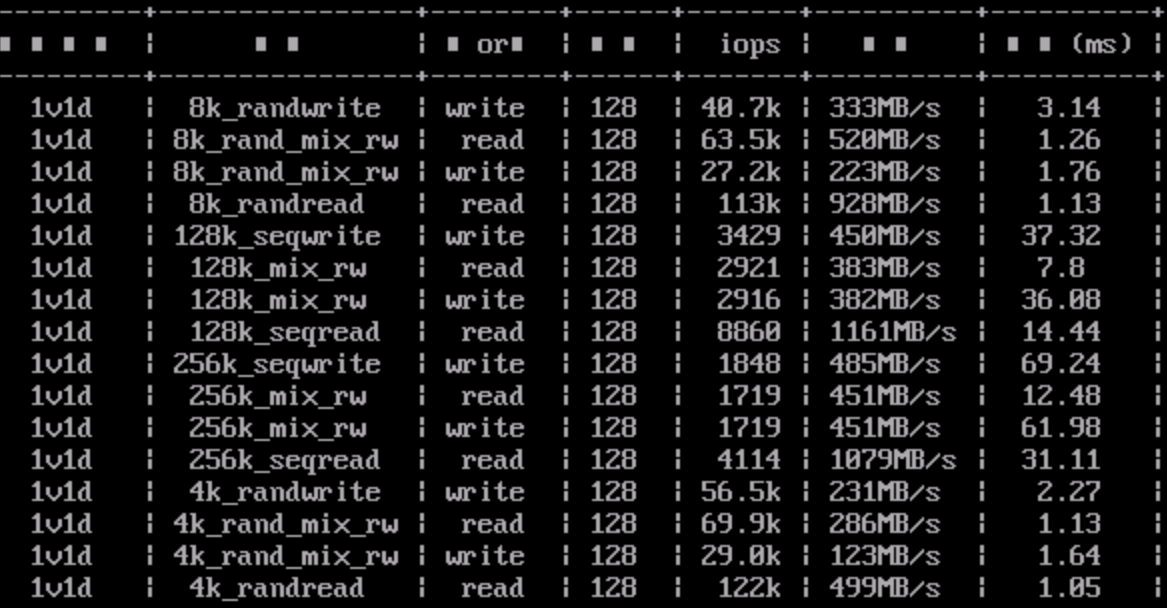 ■ ■ ■ ■ ¦ ■ ■ ¦ ■ or■ ¦ ■ ■ ¦ iops ¦ ■ ■ ¦ ■ ■ (ms) ¦
1v1d ¦ 8k_randwrite ¦ write ¦ 128 ¦ 40.7k ¦ 333MB/s ¦ 3.14 ¦
1v1d ¦ 8k_rand_mix_rw ¦ read ¦ 128 ¦ 63.5k ¦ 520MB/s ¦ 1.26 ¦
1v1d ¦ 8k_rand_mix_rw ¦ write ¦ 128 ¦ 27.2k ¦ 223MB/s ¦ 1.76 ¦
1v1d ¦ 8k_randread ¦ read ¦ 128 ¦ 113k ¦ 928MB/s ¦ 1.13 ¦
1v1d ¦ 128k_seqwrite ¦ write ¦ 128 ¦ 3429 ¦ 450MB/s ¦ 37.32 ¦
1v1d ¦ 128k_mix_rw ¦ read ¦ 128 ¦ 2921 ¦ 383MB/s ¦ 7.8 ¦
1v1d ¦ 128k_mix_rw ¦ write ¦ 128 ¦ 2916 ¦ 382MB/s ¦ 36.08 ¦
1v1d ¦ 128k_seqread ¦ read ¦ 128 ¦ 8860 ¦ 1161MB/s ¦ 14.44 ¦
1v1d ¦ 256k_seqwrite ¦ write ¦ 128 ¦ 1848 ¦ 485MB/s ¦ 69.24 ¦
1v1d ¦ 256k_mix_rw ¦ read ¦ 128 ¦ 1719 ¦ 451MB/s ¦ 12.48 ¦
1v1d ¦ 256k_mix_rw ¦ write ¦ 128 ¦ 1719 ¦ 451MB/s ¦ 61.98 ¦
1v1d ¦ 256k_seqread ¦ read ¦ 128 ¦ 4114 ¦ 1079MB/s ¦ 31.11 ¦
1v1d ¦ 4k_randwrite ¦ write ¦ 128 ¦ 56.5k ¦ 231MB/s ¦ 2.27 ¦
1v1d ¦ 4k_rand_mix_rw ¦ read ¦ 128 ¦ 69.9k ¦ 286MB/s ¦ 1.13 ¦
1v1d ¦ 4k_rand_mix_rw ¦ write ¦ 128 ¦ 29.0k ¦ 123MB/s ¦ 1.64 ¦
1v1d ¦ 4k_randread ¦ read ¦ 128 ¦ 122k ¦ 499MB/s ¦ 1.05 ¦